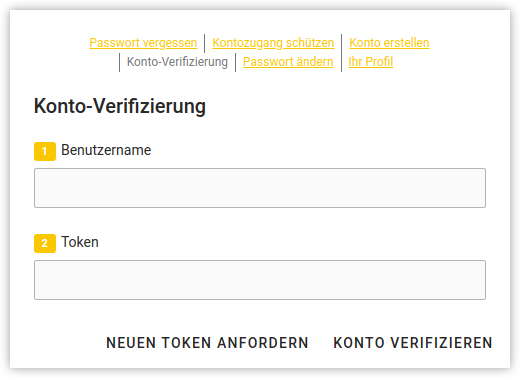 Passwort vergessen | Kontozugang schützen | Konto erstellen
| Konto-Verifizierung | Passwort ändern | Ihr Profil
Konto-Verifizierung
1 Benutzername
2 Token
NEUEN TOKEN ANFORDERN KONTO VERIFIZIEREN